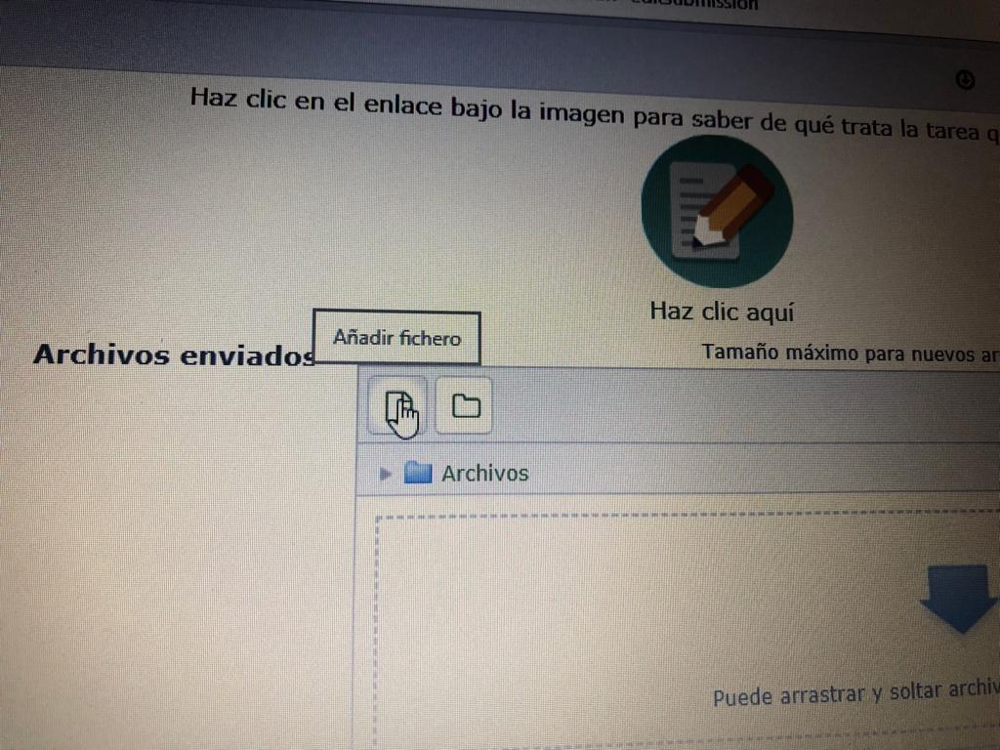 Haz clic en el enlace bajo la imagen para saber de qué trata la tarea q
Haz clic aquí
Añadir fichero
Archivos enviados
Tamaño máximo para nuevos ar
Archivos
Puede arrastrar y soltar archiv